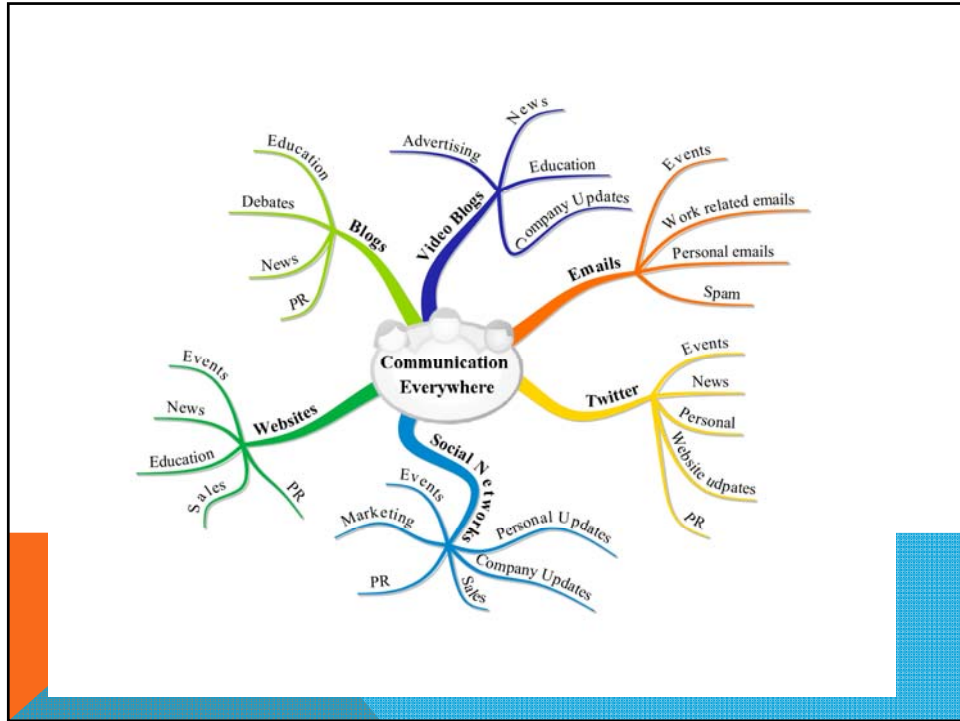 Communication
Everywhere
Blogs
Education
Debates
News
PR
Video Blogs
Advertising
News
Education
Company Updates
Emails
Events
Work related emails
Personal emails
Spam
Twitter
Events
News
Personal
Website udpates
PR
Social Networks
Events
Marketing
PR
Sales
Company Updates
Personal Updates
Websites
Events
News
Education
Sales
PR